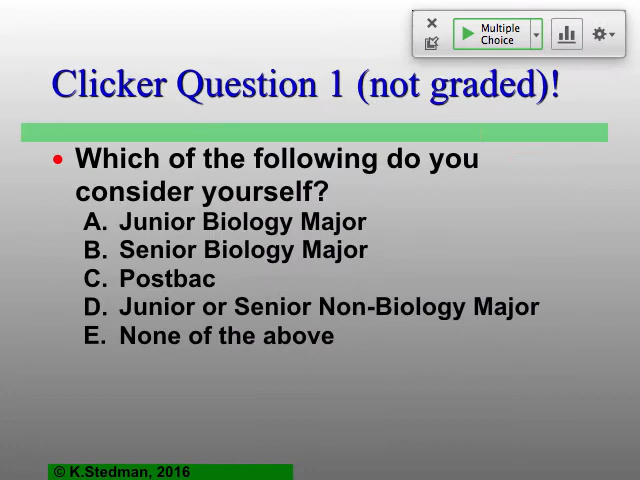 Multiple
Choice
Clicker Question 1 (not graded)!
• Which of the following do you
consider yourself?
A. Junior Biology Major
B. Senior Biology Major
C. Postbac
D. Junior or Senior Non-Biology Major
E. None of the above
© K.Stedman, 2016